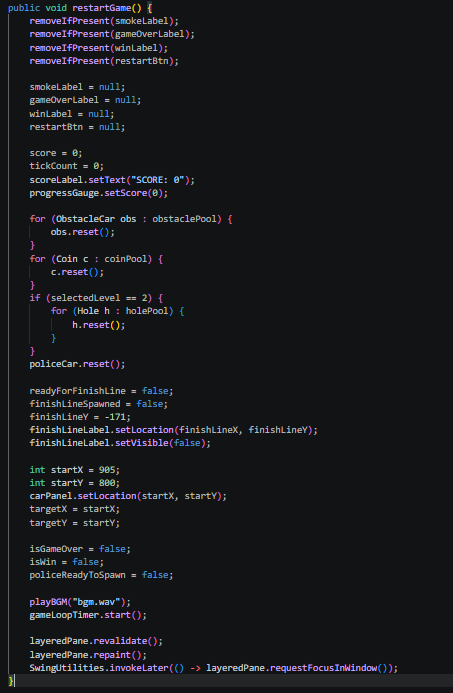 public void restartGame() {
removeIfPresent(smokeLabel);
removeIfPresent(gameOverLabel);
removeIfPresent(winLabel);
removeIfPresent(restartBtn);
smokeLabel = null;
gameOverLabel = null;
winLabel = null;
restartBtn = null;
score = 0;
tickCount = 0;
scoreLabel.setText("SCORE: 0");
progressGauge.setScore(0);
for (ObstacleCar obs : obstaclePool) {
obs.reset();
}
for (Coin c : coinPool) {
c.reset();
}
if (selectedLevel == 2) {
for (Hole h : holePool) {
h.reset();
}
}
policeCar.reset();
readyForFinishLine = false;
finishLineSpawned = false;
finishLineY = -171;
finishLineLabel.setLocation(finishLineX, finishLineY);
finishLineLabel.setVisible(false);
int startX = 905;
int startY = 800;
carPanel.setLocation(startX, startY);
targetX = startX;
targetY = startY;
isGameOver = false;
isWin = false;
policeReadyToSpawn = false;
playBGM("bgm.wav");
gameLoopTimer.start();
layeredPane.revalidate();
layeredPane.repaint();
SwingUtilities.invokeLater(() -> layeredPane.requestFocusInWindow());
}